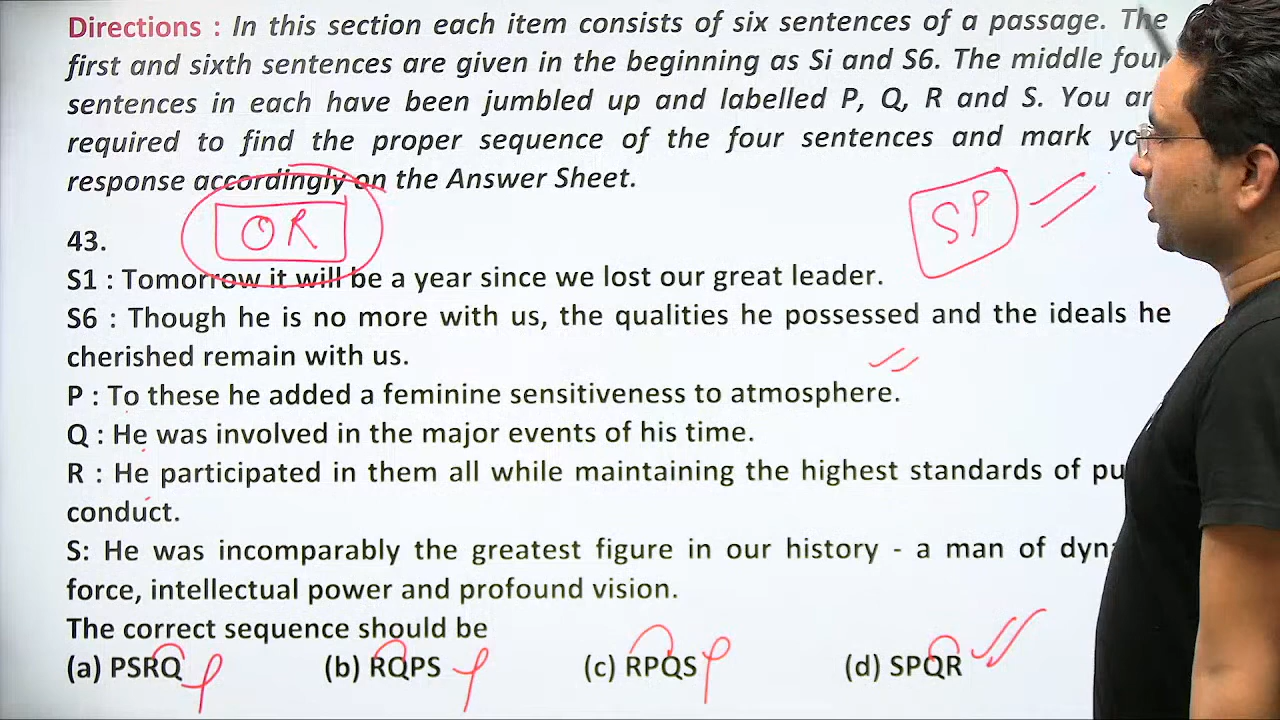 Directions : In this section each item consists of six sentences of a passage. The
first and sixth sentences are given in the beginning as Si and S6. The middle four
sentences in each have been jumbled up and labelled P, Q, R and S. You
required to find the proper sequence of the four sentences and mark
response accordingly on the Answer Sheet.
QR
SP
43.
S1 : Tomorrow it will be a year since we lost our great leader.
S6 : Though he is no more with us, the qualities he possessed and the ideals he
cherished remain with us.
P : To these he added a feminine sensitiveness to atmosphere.
Q : He was involved in the major events of his time.
R : He participated in them all while maintaining the highest standards of
conduct.
S: He was incomparably the greatest figure in our history - a man of
force, intellectual power and profound vision.
The correct sequence should be
(a) PSRQ (b) RQPS (c) RPQS (d) SPQR